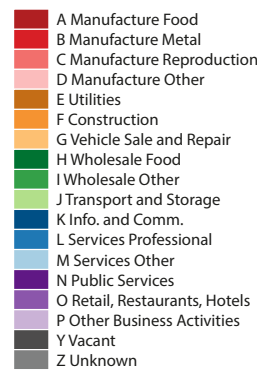 A Manufacture Food
B Manufacture Metal
C Manufacture Reproduction
D Manufacture Other
E Utilities
F Construction
G Vehicle Sale and Repair
H Wholesale Food
I Wholesale Other
J Transport and Storage
K Info. and Comm.
L Services Professional
M Services Other
N Public Services
O Retail, Restaurants, Hotels
P Other Business Activities
Y Vacant
Z Unknown